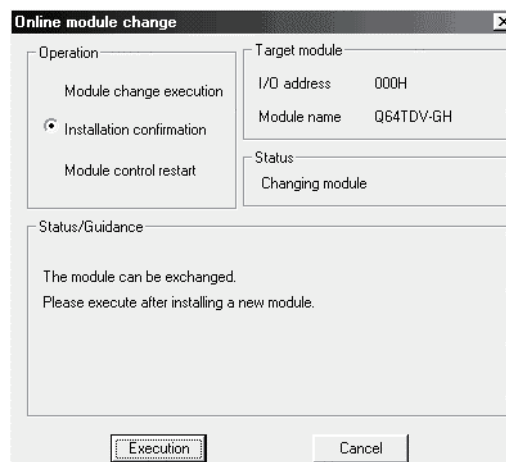 Online module change
Operation
Module change execution
Installation confirmation
Module control restart
Target module
I/O address 000H
Module name Q64TDV-GH
Status
Changing module
Status/Guidance
The module can be exchanged.
Please execute after installing a new module.
Execution Cancel